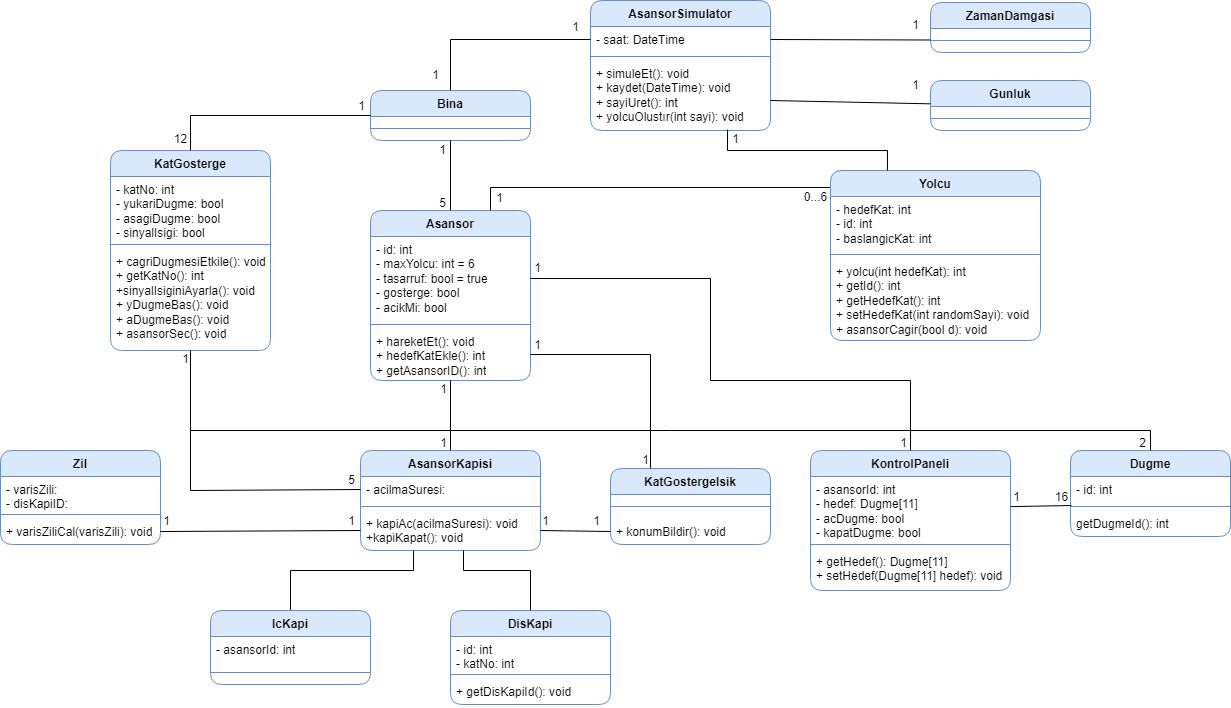 AsansorSimulator
- saat: DateTime
+ simuleEt(): void
+ kaydet(DateTime): void
+ sayiUret(): int
+ yolcuOlustır(int sayi): void
1
1
ZamanDamgasi
1
Gunluk
1
1
Bina
1
12
1
5
KatGosterge
- katNo: int
- yukariDugme: bool
- asagiDugme: bool
- sinyalIsigi: bool
+ cagriDugmesiEtkile(): void
+ getKatNo(): int
+sinyalIsiginiAyarla(): void
+ yDugmeBas(): void
+ aDugmeBas(): void
+ asansorSec(): void
1
Yolcu
- hedefKat: int
- id: int
- baslangicKat: int
+ yolcu(int hedefKat): int
+ getId(): int
+ getHedefKat(): int
+ setHedefKat(int randomSayi): void
+ asansorCagir(bool d): void
1
0...6
Asansor
- id: int
- maxYolcu: int = 6
- tasarruf: bool = true
- gosterge: bool
- acikMi: bool
+ hareketEt(): void
+ hedefKatEkle(): int
+ getAsansorID(): int
1
1
1
1
1
1
2
5
Zil
- varisZili:
- disKapiID:
+ varisZiliCal(varisZili): void
1
1
AsansorKapisi
- acilmaSuresi:
+ kapiAc(acilmaSuresi): void
+kapiKapat(): void
1
1
KatGostergeIsik
+ konumBildir(): void
KontrolPaneli
- asansorId: int
- hedef: Dugme[11]
- acDugme: bool
- kapatDugme: bool
+ getHedef(): Dugme[11]
+ setHedef(Dugme[11] hedef): void
1
16
Dugme
- id: int
getDugmeId(): int
IcKapi
- asansorId: int
DisKapi
- id: int
- katNo: int
+ getDisKapiId(): void